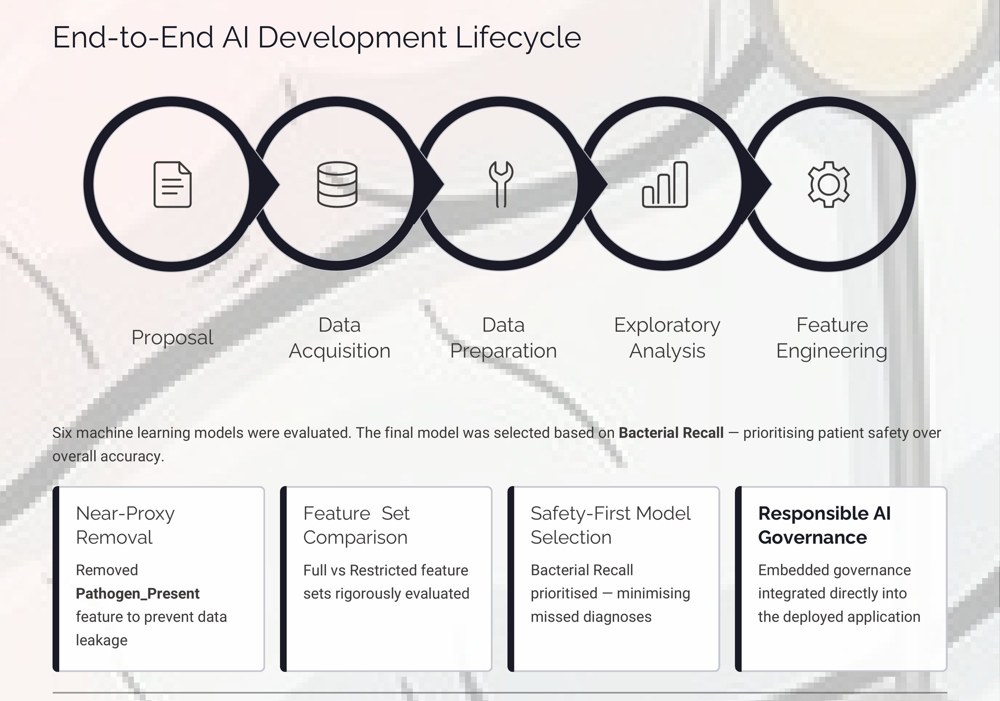 End-to-End AI Development Lifecycle
Proposal
Data
Acquisition
Data
Preparation
Exploratory
Analysis
Feature
Engineering
Six machine learning models were evaluated. The final model was selected based on Bacterial Recall — prioritising patient safety over
overall accuracy.
Near-Proxy
Removal
Removed
Pathogen_Present
feature to prevent data
leakage
Feature  Set
Comparison
Full vs Restricted feature
sets rigorously evaluated
Safety-First Model
Selection
Bacterial Recall
prioritised — minimising
missed diagnoses
Responsible AI
Governance
Embedded governance
integrated directly into
the deployed application